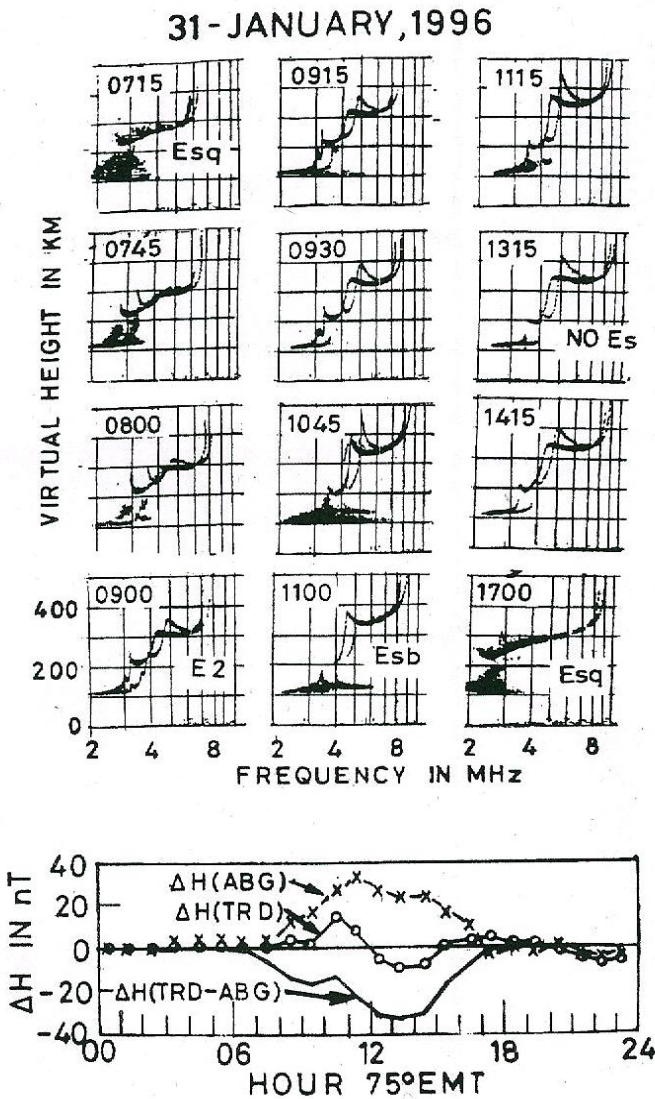 31-JANUARY,1996
0715
Esq
0915
1115
0745
0930
1315
NO Es
0800
1045
1415
VIRTUAL HEIGHT IN KM
400
200
0
0900
E2
1100
Esb
1700
Esq
2 4 8
2 4 8
2 4 8
FREQUENCY IN MHz
40
20
0
-20
-40
ΔH IN nT
ΔH(ABG)
ΔH(TRD)
ΔH(TRD-ABG)
00 06 12 18 24
HOUR 75°EMT